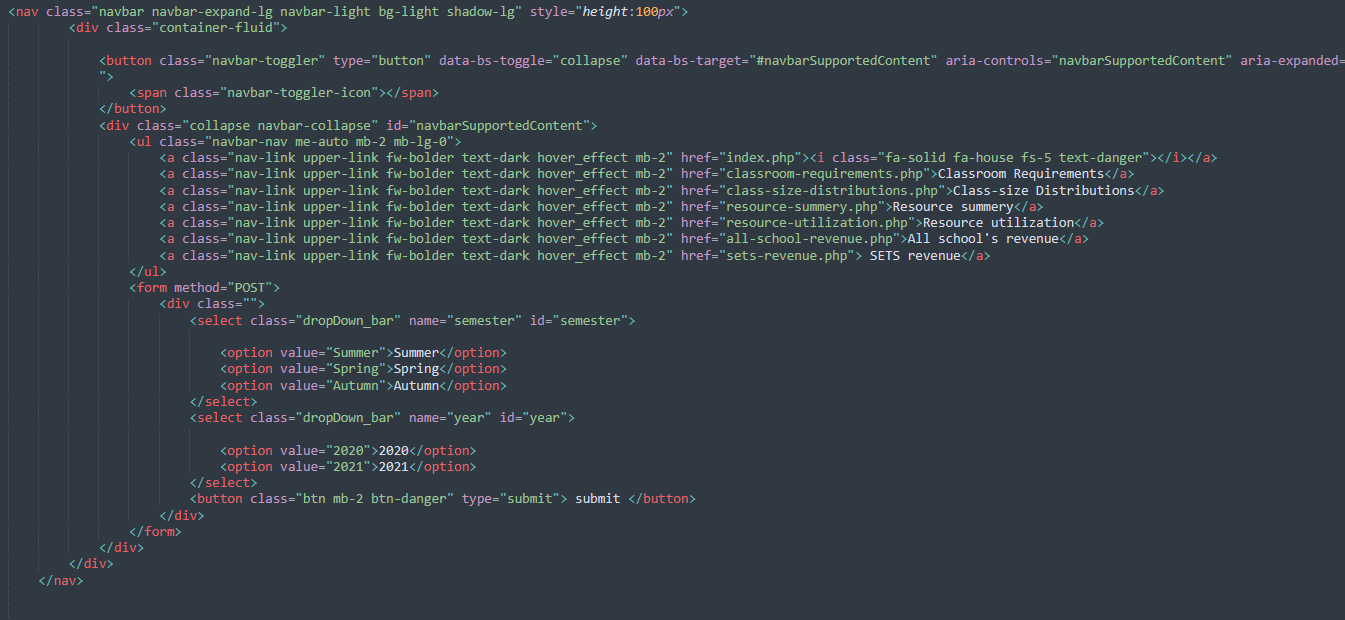 <nav class="navbar navbar-expand-lg navbar-light bg-light shadow-lg" style="height:100px">
<div class="container-fluid">
<button class="navbar-toggler" type="button" data-bs-toggle="collapse" data-bs-target="#navbarSupportedContent" aria-controls="navbarSupportedContent" aria-expanded=
">
<span class="navbar-toggler-icon"></span>
</button>
<div class="collapse navbar-collapse" id="navbarSupportedContent">
<ul class="navbar-nav me-auto mb-2 mb-lg-0">
<a class="nav-link upper-link fw-bolder text-dark hover_effect mb-2" href="index.php"><i class="fa-solid fa-house fs-5 text-danger"></i></a>
<a class="nav-link upper-link fw-bolder text-dark hover_effect mb-2" href="classroom-requirements.php">Classroom Requirements</a>
<a class="nav-link upper-link fw-bolder text-dark hover_effect mb-2" href="class-size-distributions.php">Class-size Distributions</a>
<a class="nav-link upper-link fw-bolder text-dark hover_effect mb-2" href="resource-summery.php">Resource summery</a>
<a class="nav-link upper-link fw-bolder text-dark hover_effect mb-2" href="resource-utilization.php">Resource utilization</a>
<a class="nav-link upper-link fw-bolder text-dark hover_effect mb-2" href="all-school-revenue.php">All school's revenue</a>
<a class="nav-link upper-link fw-bolder text-dark hover_effect mb-2" href="sets-revenue.php"> SETS revenue</a>
</ul>
<form method="POST">
<div class="">
<select class="dropDown_bar" name="semester" id="semester">
<option value="Summer">Summer</option>
<option value="Spring">Spring</option>
<option value="Autumn">Autumn</option>
</select>
<select class="dropDown_bar" name="year" id="year">
<option value="2020">2020</option>
<option value="2021">2021</option>
</select>
<button class="btn mb-2 btn-danger" type="submit"> submit </button>
</div>
</form>
</div>
</div>
</nav>